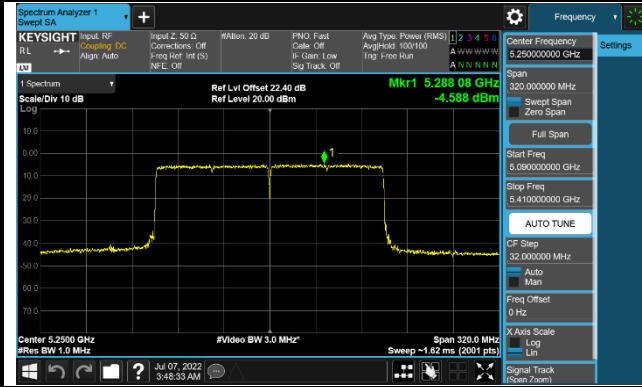 Spectrum Analyzer 1
Swept SA
+
Frequency
KEYSIGHT
RL
Input: RF
Coupling: DC
Align: Auto
Input Z: 50 Ω
Corrections: Off
Freq Ref: Int (S)
NFE: Off
#Atten: 20 dB
PNO: Fast
Gate: Off
IF Gain: Low
Sig Track: Off
Avg Type: Power (RMS)
Avg|Hold: 100/100
Trig: Free Run
1 2 3 4 5 6
A W W W W W
A N N N N N
1 Spectrum
Scale/Div 10 dB
Log
Ref Lvl Offset 22.40 dB
Ref Level 20.00 dBm
Mkr1 5.288 08 GHz
-4.588 dBm
10.0
0.00
10.0
20.0
30.0
40.0
-50.0
60.0
70.0
1
Center 5.2500 GHz
#Res BW 1.0 MHz
#Video BW 3.0 MHz*
Span 320.0 MHz
Sweep ~1.62 ms (2001 pts)
Jul 07, 2022
3:48:33 AM
?
Settings
Center Frequency
5.250000000 GHz
Span
320.000000 MHz
Swept Span
Zero Span
Full Span
Start Freq
5.090000000 GHz
Stop Freq
5.410000000 GHz
AUTO TUNE
CF Step
32.000000 MHz
Auto
Man
Freq Offset
0 Hz
X Axis Scale
Log
Lin
Signal Track
(Span Zoom)